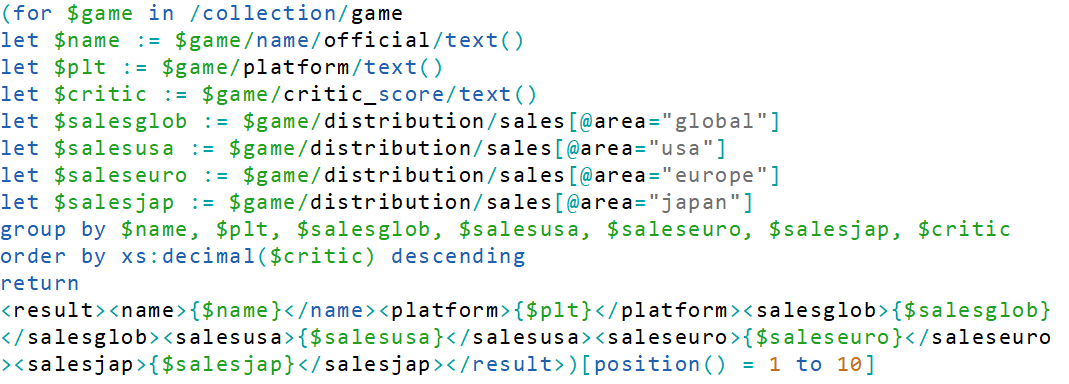 (for $game in /collection/game
let $name := $game/name/official/text()
let $plt := $game/platform/text()
let $critic := $game/critic_score/text()
let $salesglob := $game/distribution/sales[@area="global"]
let $salesusa := $game/distribution/sales[@area="usa"]
let $saleseuro := $game/distribution/sales[@area="europe"]
let $salesjap := $game/distribution/sales[@area="japan"]
group by $name, $plt, $salesglob, $salesusa, $saleseuro, $salesjap, $critic
order by xs:decimal($critic) descending
return
<result><name>{$name}</name><platform>{$plt}</platform><salesglob>{$salesglob}
</salesglob><salesusa>{$salesusa}</salesusa><saleseuro>{$saleseuro}</saleseuro
><salesjap>{$salesjap}</salesjap></result>)[position() = 1 to 10]